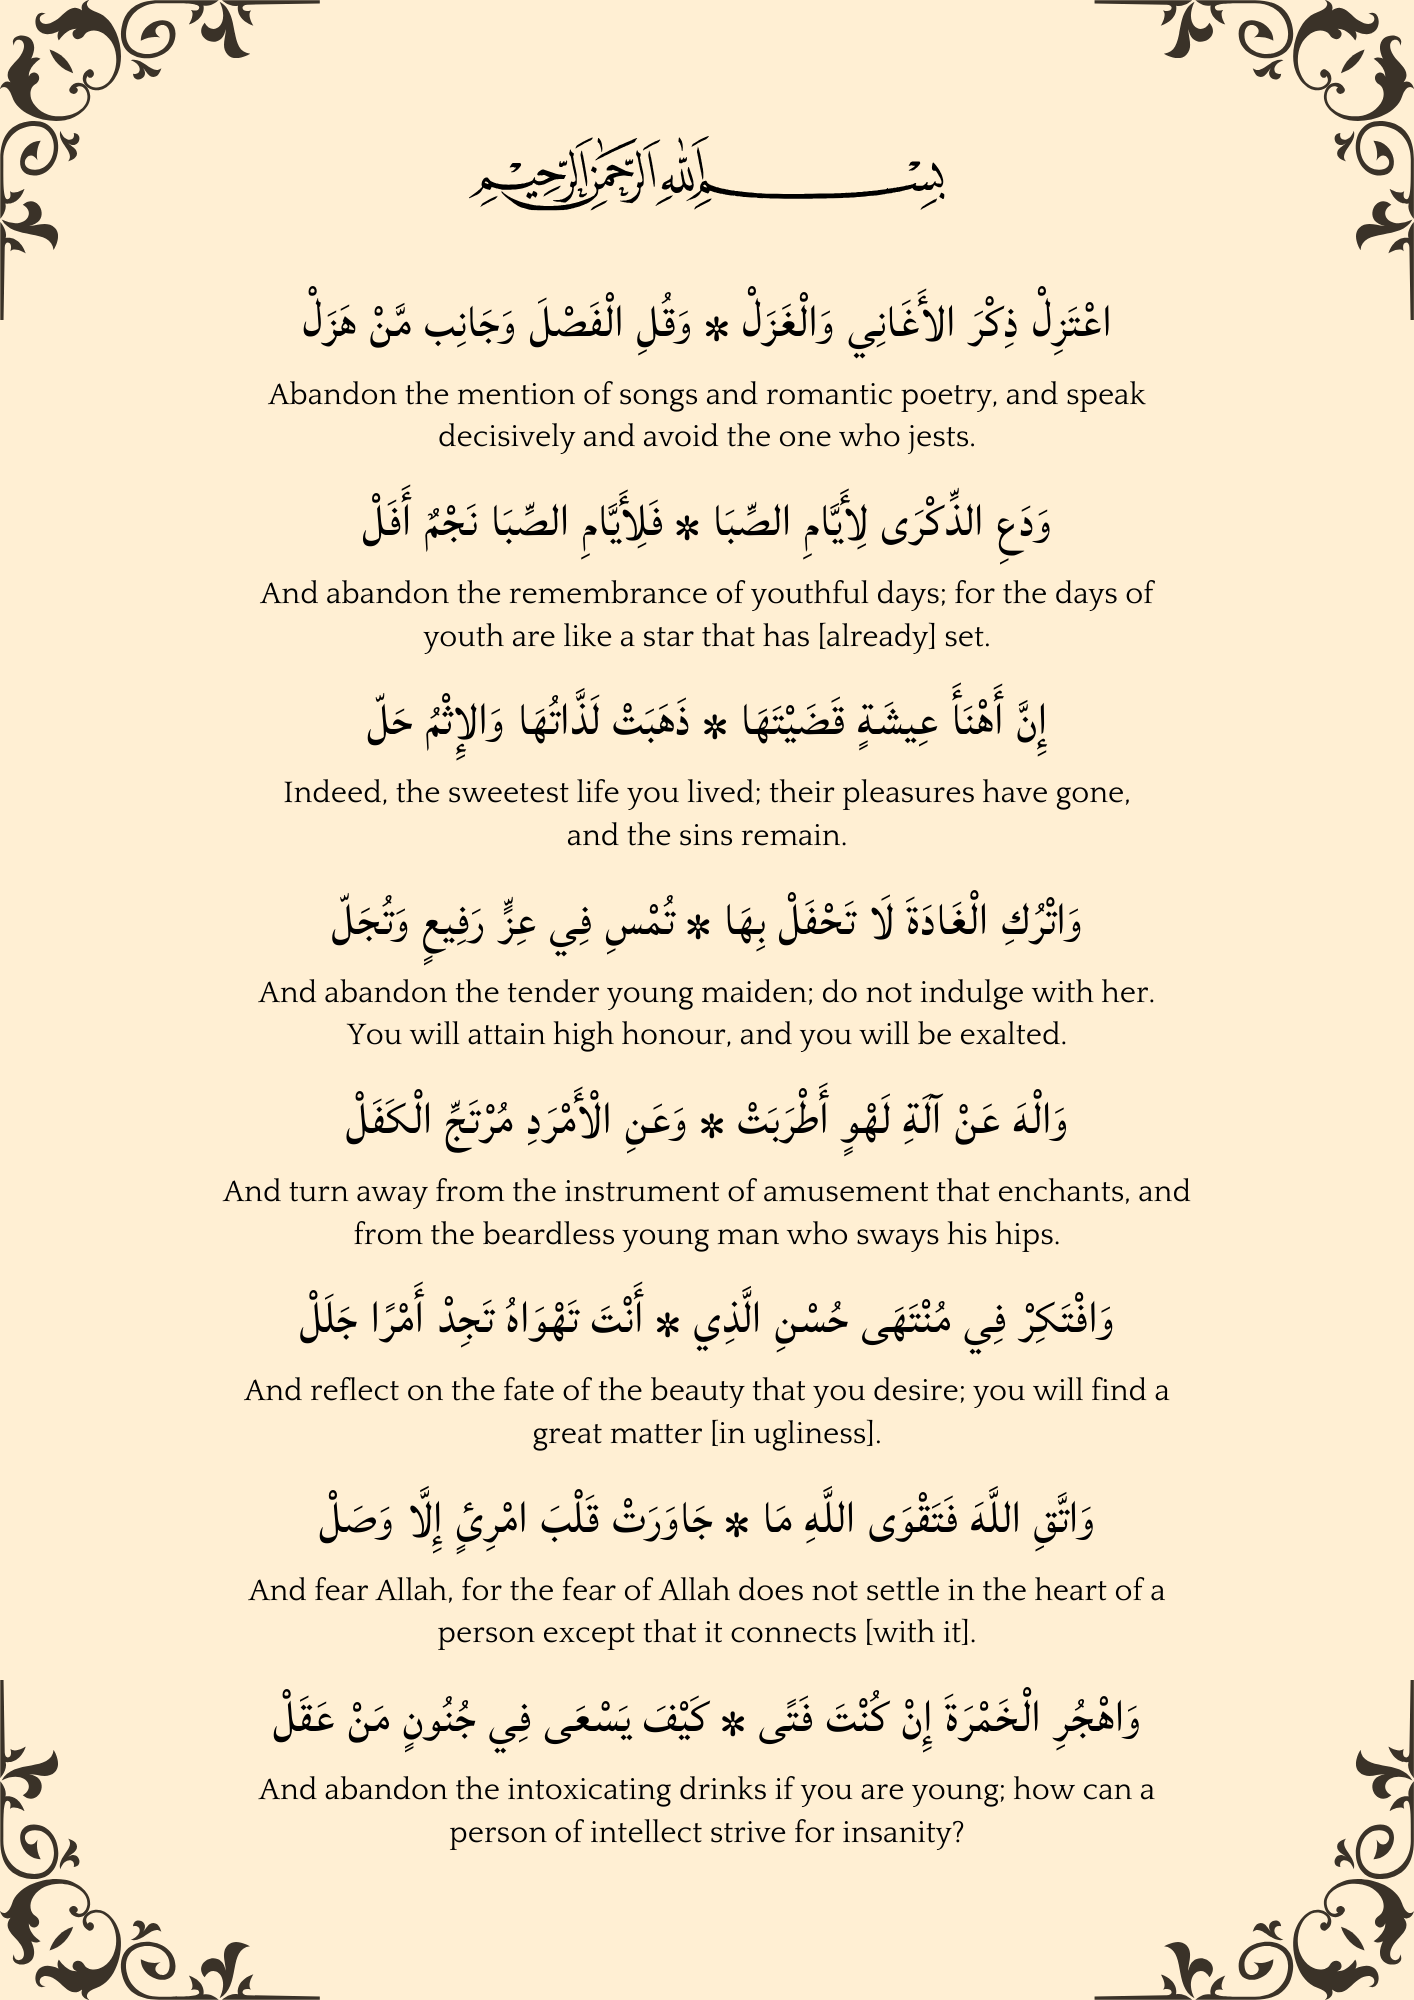 بِسْمِ اللَّهِ الرَّحْمَٰنِ الرَّحِيمِ
اعْتَزِلْ ذِكْرَ الأَغَانِي وَالْغَزَلْ * وَقُلِ الْفَصْلَ وَجَانِب مَّنْ هَزَلْ
Abandon the mention of songs and romantic poetry, and speak
decisively and avoid the one who jests.
وَدَعِ الذِّكْرَى لِأَيَّامِ الصِّبَا * فَلِأَيَّامِ الصِّبَا نَجْمٌ أَفَلْ
And abandon the remembrance of youthful days; for the days of
youth are like a star that has [already] set.
إِنَّ أَهْنَأَ عِيشَةٍ قَضَيْتَهَا * ذَهَبَتْ لَذَّاتُهَا وَالإِثْمُ حَلّ
Indeed, the sweetest life you lived; their pleasures have gone,
and the sins remain.
وَاتْرُكِ الْغَادَةَ لَا تَحْفَلْ بِهَا * تُمْسِ فِي عِزٍّ رَفِيعٍ وَتُجَلّ
And abandon the tender young maiden; do not indulge with her.
You will attain high honour, and you will be exalted.
وَالْهَ عَنْ آلَةِ لَهْوٍ أَطْرَبَتْ * وَعَنِ الْأَمْرَدِ مُرْتَجِّ الْكَفَلْ
And turn away from the instrument of amusement that enchants, and
from the beardless young man who sways his hips.
وَافْتَكِرْ فِي مُنْتَهَى حُسْنِ الَّذِي * أَنْتَ تَهْوَاهُ تَجِدْ أَمْرًا جَلَلْ
And reflect on the fate of the beauty that you desire; you will find a
great matter [in ugliness].
وَاتَّقِ اللَّهَ فَتَقْوَى اللَّهِ مَا * جَاوَرَتْ قَلْبَ امْرِئٍ إِلَّا وَصَلْ
And fear Allah, for the fear of Allah does not settle in the heart of a
person except that it connects [with it].
وَاهْجُرِ الْخَمْرَةَ إِنْ كُنْتَ فَتًى * كَيْفَ يَسْعَى فِي جُنُونٍ مَنْ عَقَلْ
And abandon the intoxicating drinks if you are young; how can a
person of intellect strive for insanity?